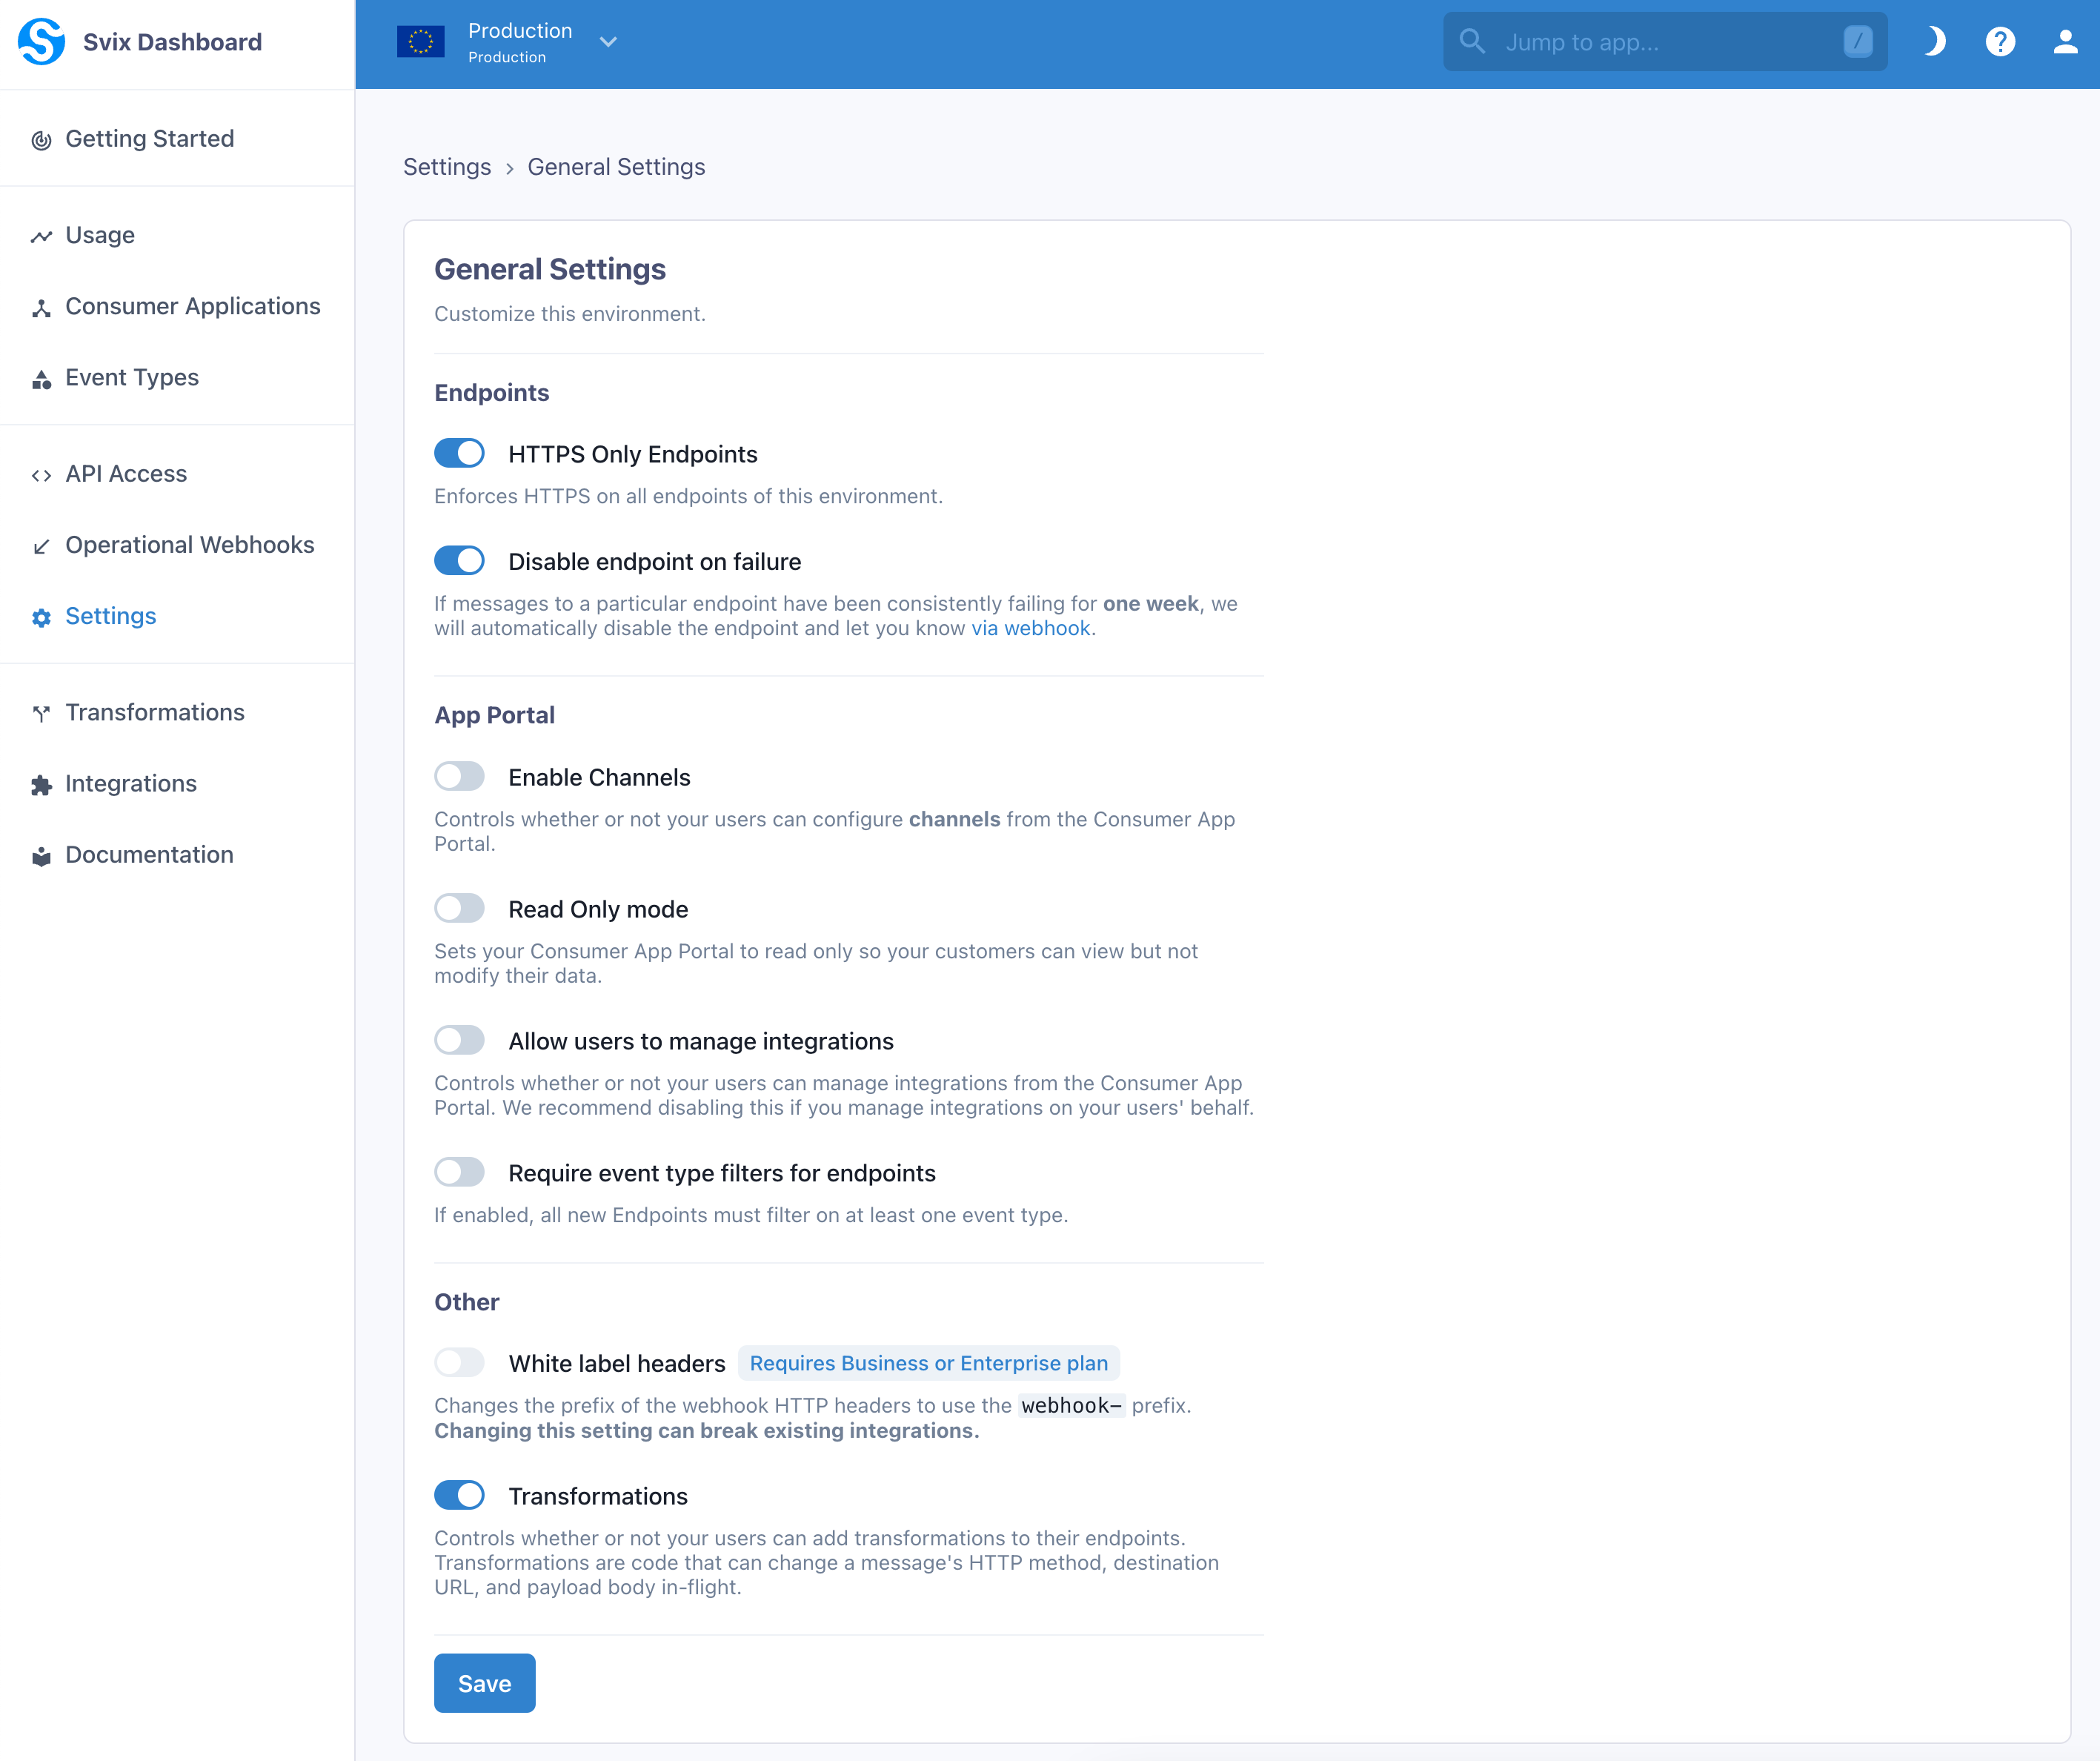 Svix Dashboard
Production
Production
Jump to app...
/
?
Getting Started
Usage
Consumer Applications
Event Types
API Access
Operational Webhooks
Settings
Transformations
Integrations
Documentation
Settings › General Settings
General Settings
Customize this environment.
Endpoints
HTTPS Only Endpoints
Enforces HTTPS on all endpoints of this environment.
Disable endpoint on failure
If messages to a particular endpoint have been consistently failing for one week, we
will automatically disable the endpoint and let you know via webhook.
App Portal
Enable Channels
Controls whether or not your users can configure channels from the Consumer App
Portal.
Read Only mode
Sets your Consumer App Portal to read only so your customers can view but not
modify their data.
Allow users to manage integrations
Controls whether or not your users can manage integrations from the Consumer App
Portal. We recommend disabling this if you manage integrations on your users' behalf.
Require event type filters for endpoints
If enabled, all new Endpoints must filter on at least one event type.
Other
White label headers Requires Business or Enterprise plan
Changes the prefix of the webhook HTTP headers to use the webhook- prefix.
Changing this setting can break existing integrations.
Transformations
Controls whether or not your users can add transformations to their endpoints.
Transformations are code that can change a message's HTTP method, destination
URL, and payload body in-flight.
Save